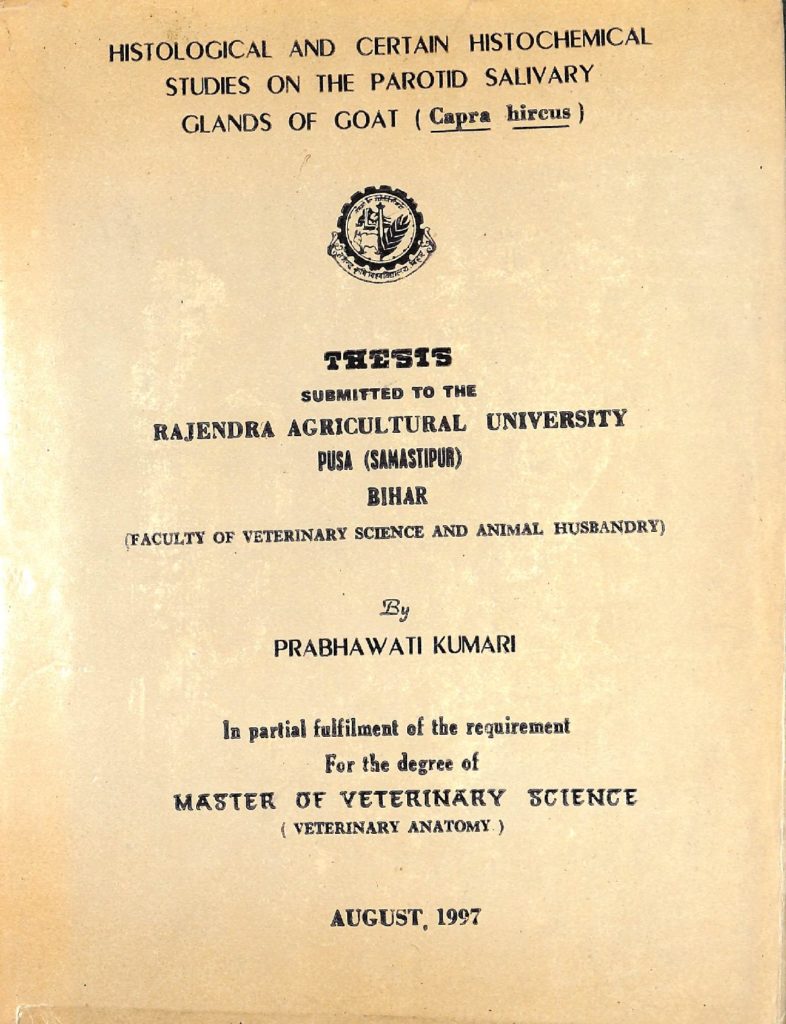 HISTOLOGICAL AND CERTAIN HISTOCHEMICAL
STUDIES ON THE PAROTID SALIVARY
GLANDS OF GOAT ( Capra hircus )
THESIS
SUBMITTED TO THE
RAJENDRA AGRICULTURAL UNIVERSITY
PUSA (SAMASTIPUR)
BIHAR
(FACULTY OF VETERINARY SCIENCE AND ANIMAL HUSBANDRY)
By
PRABHAWATI KUMARI
In partial fulfilment of the requirement
For the degree of
MASTER OF VETERINARY SCIENCE
( VETERINARY ANATOMY )
AUGUST, 1997